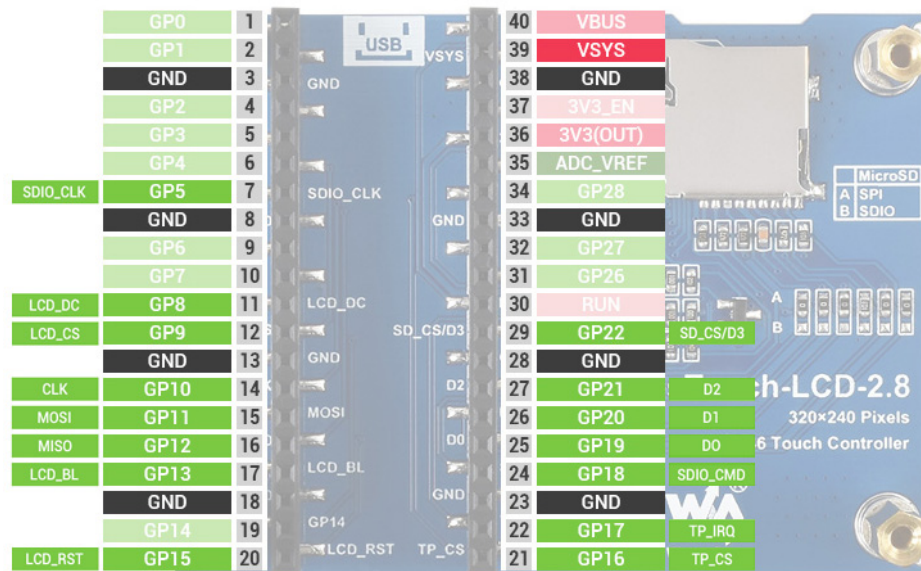 GP0 1 40 VBUS
GP1 2 USB VSYS 39 VSYS
GND 3 GND 38 GND
GP2 4 37 3V3_EN
GP3 5 36 3V3(OUT)
GP4 6 35 ADC_VREF
SDIO_CLK GP5 7 SDIO_CLK 34 GP28
GND 8 GND 33 GND
GP6 9 32 GP27
GP7 10 31 GP26
LCD_DC GP8 11 LCD_DC 30 RUN
LCD_CS GP9 12 SD_CS/D3 29 GP22 SD_CS/D3
GND 13 GND 28 GND
CLK GP10 14 D2 27 GP21 D2
MOSI GP11 15 MOSI 26 GP20 D1
MISO GP12 16 D0 25 GP19 D0
LCD_BL GP13 17 LCD_BL 24 GP18 SDIO_CMD
GND 18 GND 23 GND
GP14 19 GP14 22 GP17 TP_IRQ
LCD_RST GP15 20 LCD_RST TP_CS 21 GP16 TP_CS
MicroSD
A SPI
B SDIO
A
B
ch-LCD-2.8
320×240 Pixels
6 Touch Controller